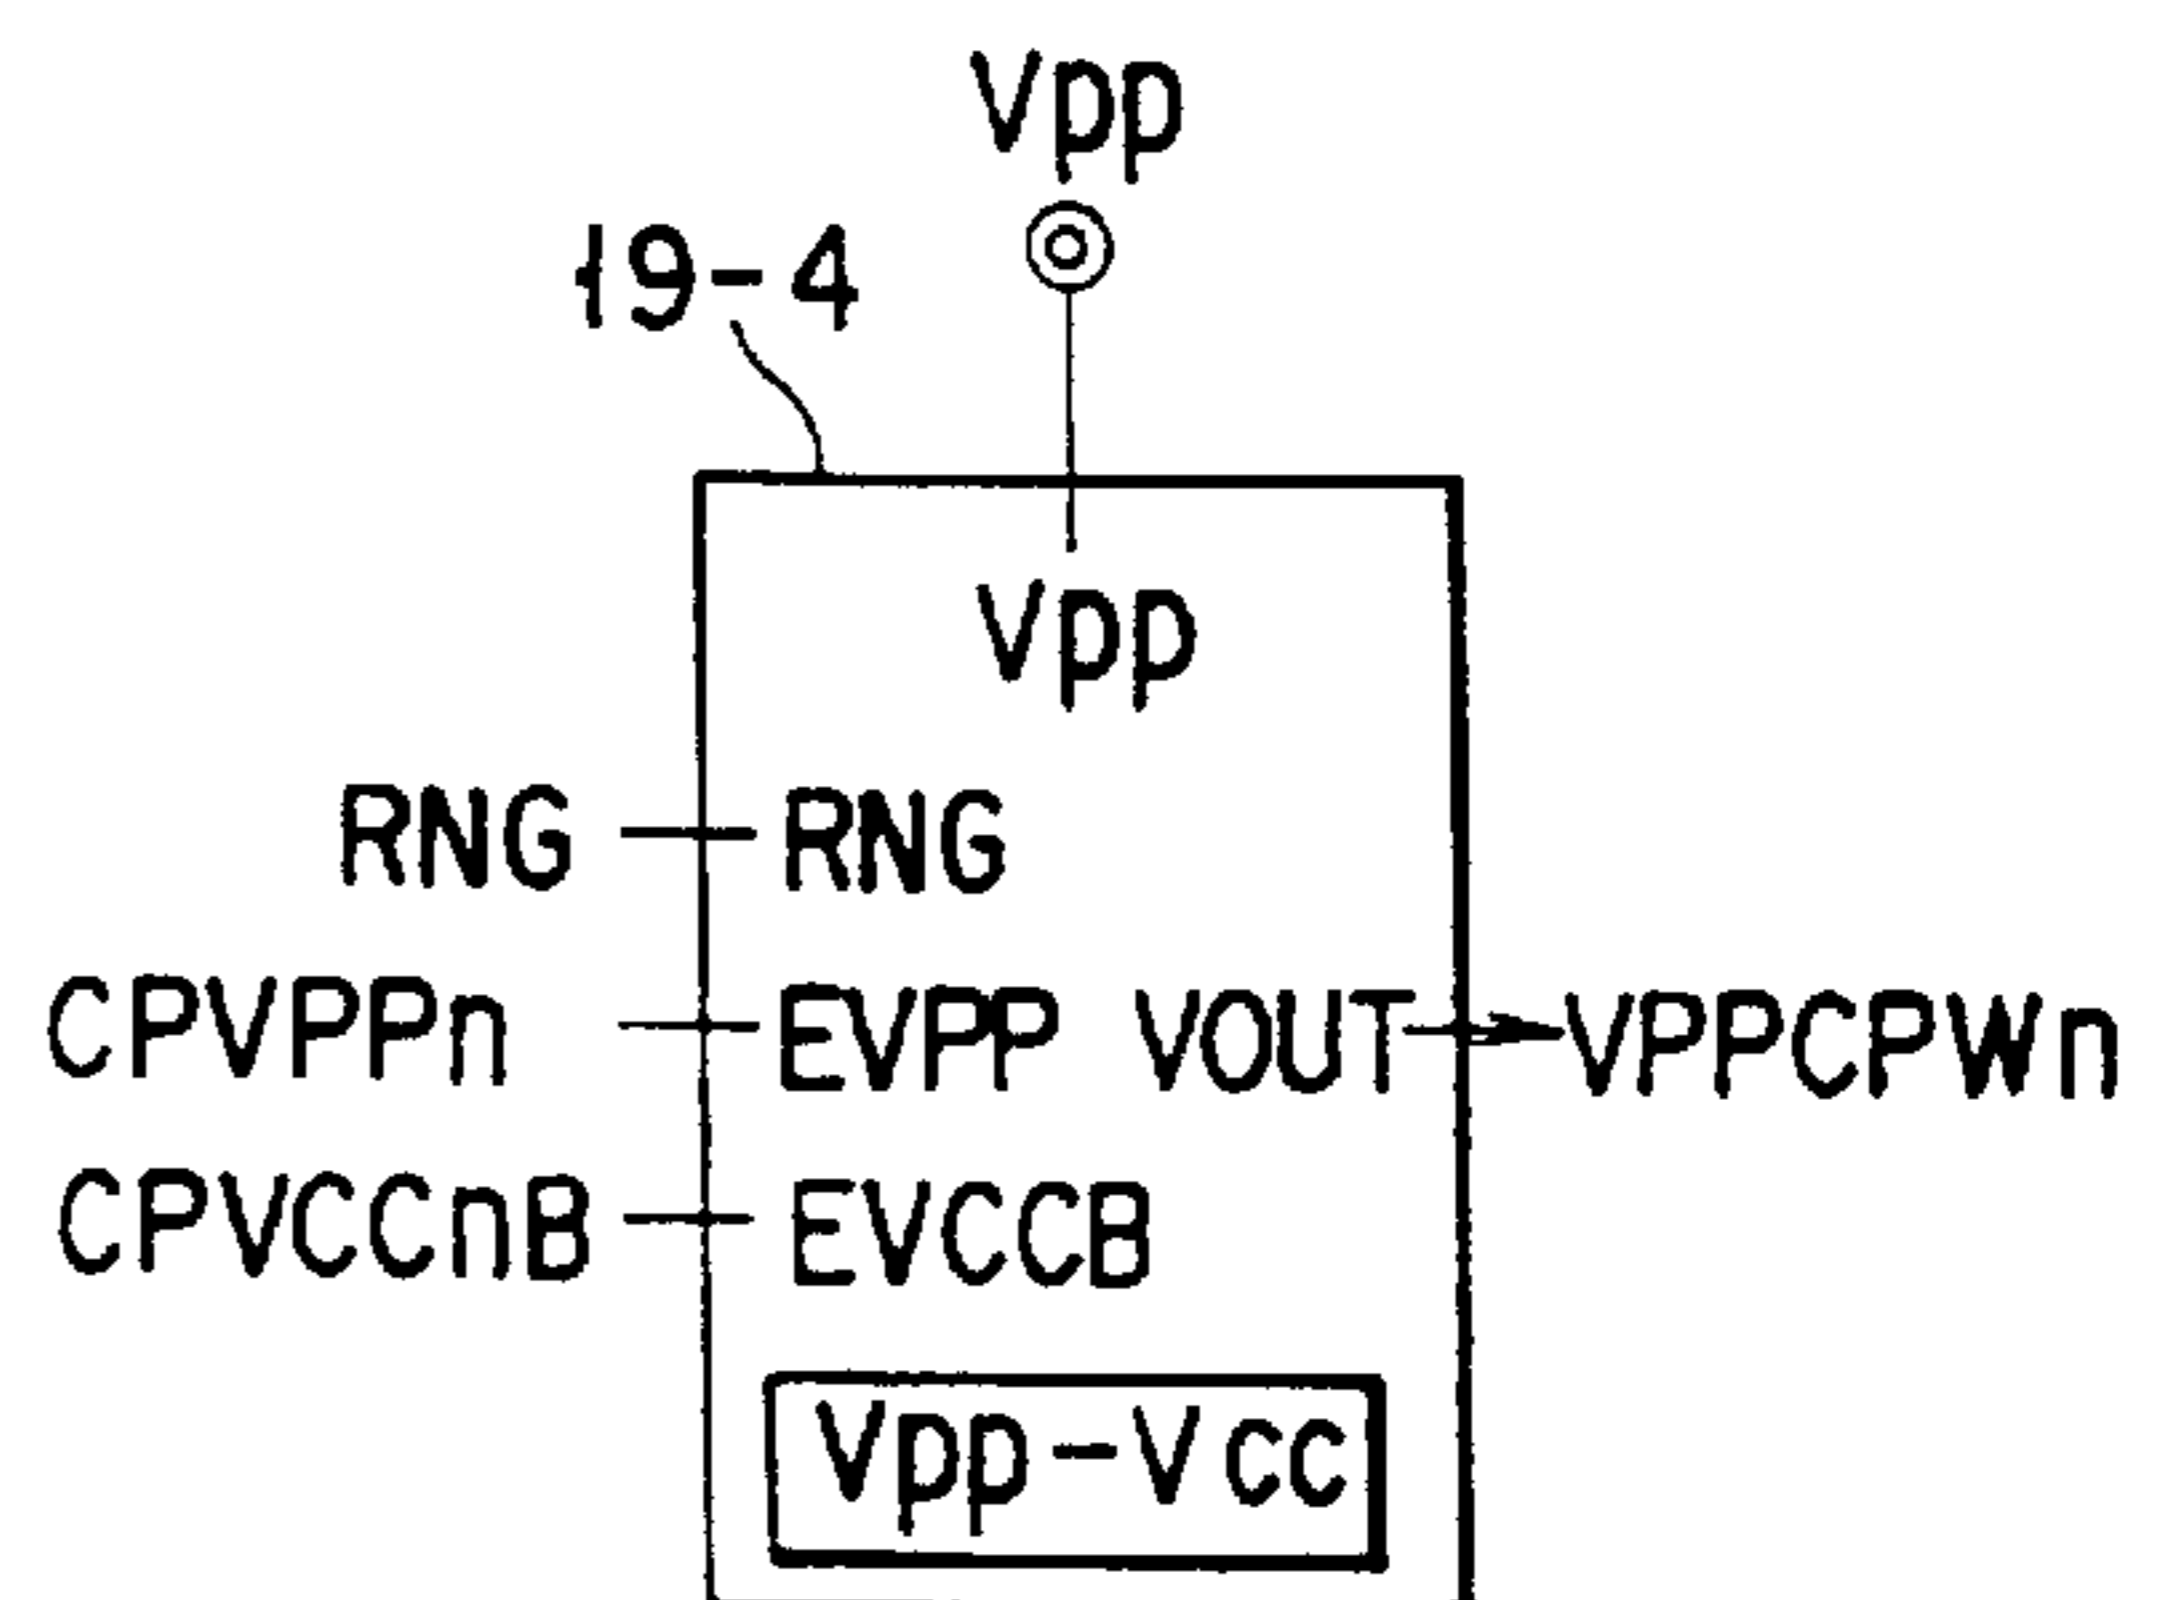 Vpp
19-4
Vpp
RNG RNG
CPVPPn EVPP VOUT VPPCPWn
CPVCCnB EVCCB
Vpp-Vcc